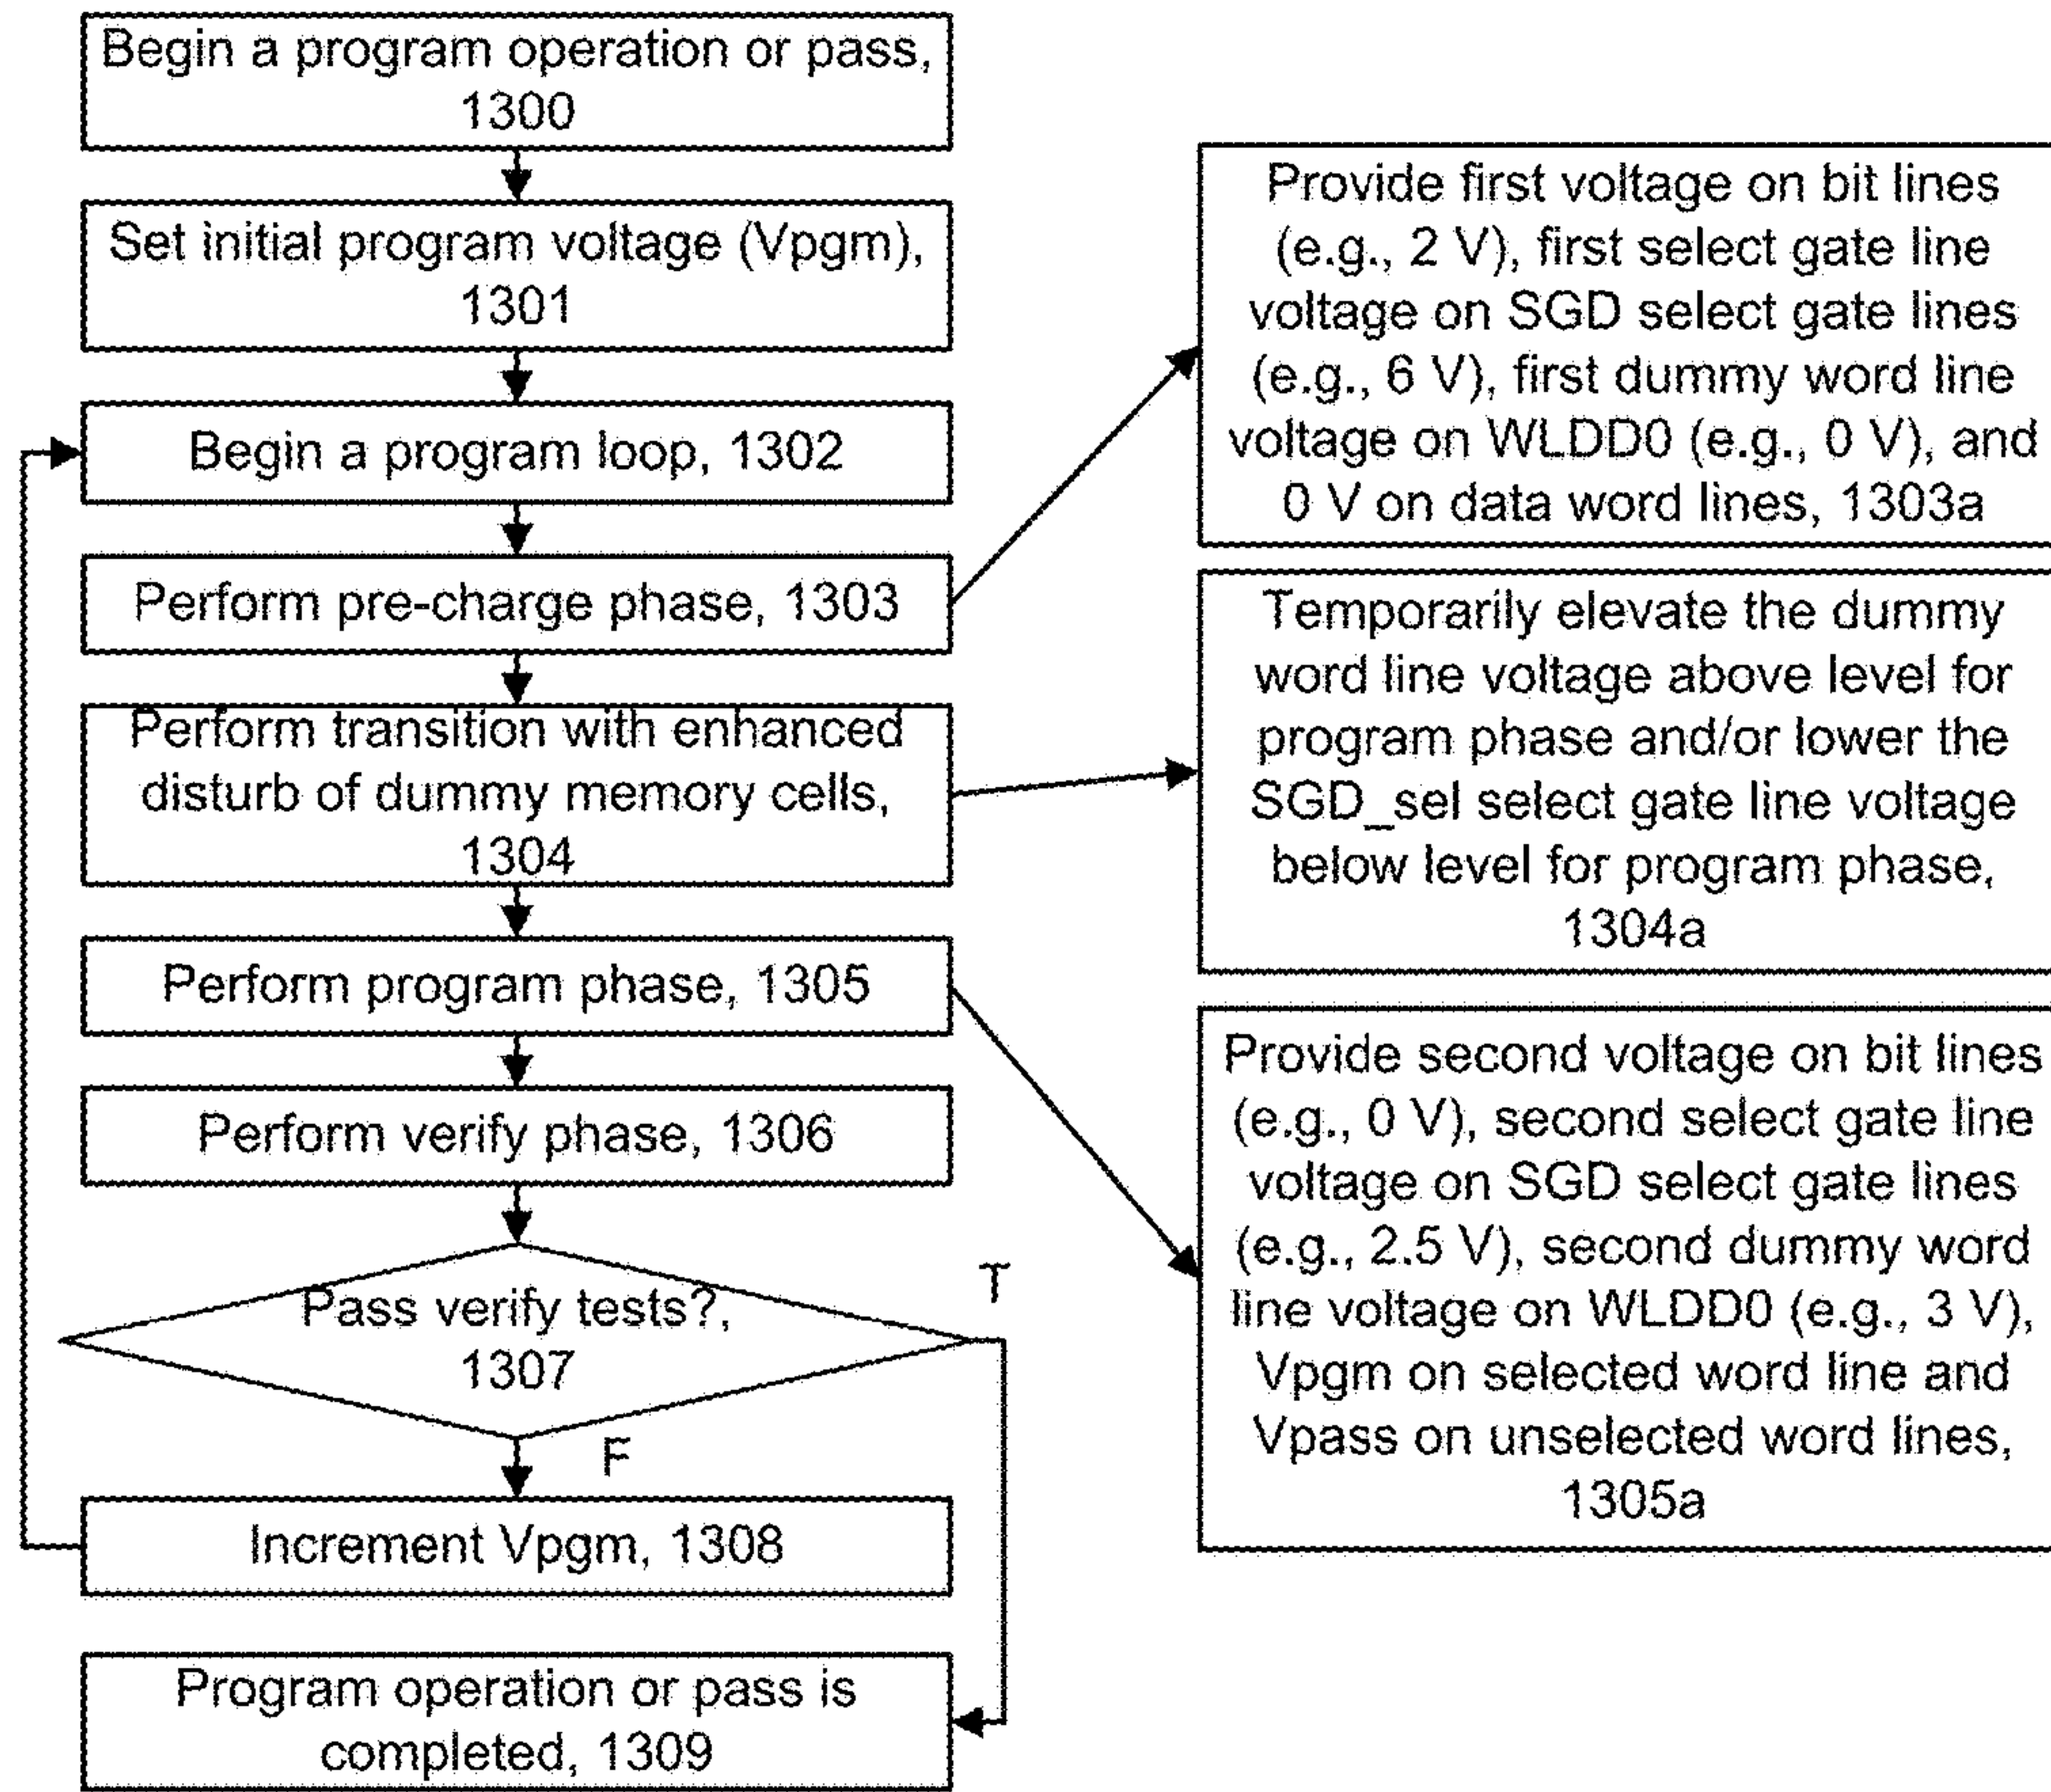 Begin a program operation or pass,
1300
Set initial program voltage (Vpgm),
1301
Begin a program loop, 1302
Perform pre-charge phase, 1303
Perform transition with enhanced
disturb of dummy memory cells,
1304
Perform program phase, 1305
Perform verify phase, 1306
Pass verify tests?,
1307
T
F
Increment Vpgm, 1308
Program operation or pass is
completed, 1309
Provide first voltage on bit lines
(e.g., 2 V), first select gate line
voltage on SGD select gate lines
(e.g., 6 V), first dummy word line
voltage on WLDD0 (e.g., 0 V), and
0 V on data word lines, 1303a
Temporarily elevate the dummy
word line voltage above level for
program phase and/or lower the
SGD_sel select gate line voltage
below level for program phase,
1304a
Provide second voltage on bit lines
(e.g., 0 V), second select gate line
voltage on SGD select gate lines
(e.g., 2.5 V), second dummy word
line voltage on WLDD0 (e.g., 3 V),
Vpgm on selected word line and
Vpass on unselected word lines,
1305a